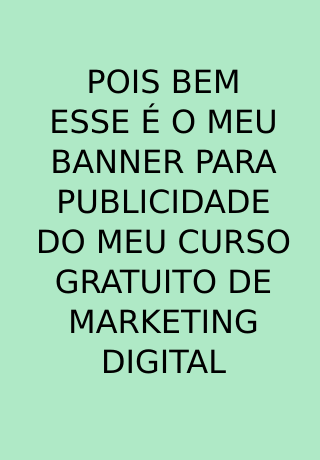 POIS BEM
ESSE É O MEU
BANNER PARA
PUBLICIDADE
DO MEU CURSO
GRATUITO DE
MARKETING
DIGITAL